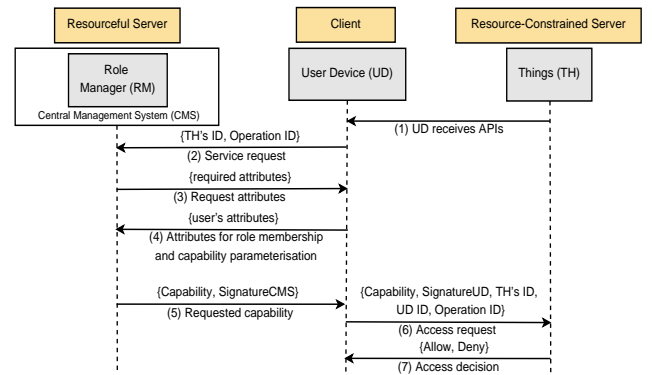 Resourceful Server
Client
Resource-Constrained Server
Role
Manager (RM)
Central Management System (CMS)
User Device (UD)
Things (TH)
(1) UD receives APIs
{TH's ID, Operation ID}
(2) Service request
{required attributes}
(3) Request attributes
{user's attributes}
(4) Attributes for role membership
and capability parameterisation
{Capability, SignatureCMS}
(5) Requested capability
{Capability, SignatureUD, TH's ID,
UD ID, Operation ID}
(6) Access request
{Allow, Deny}
(7) Access decision